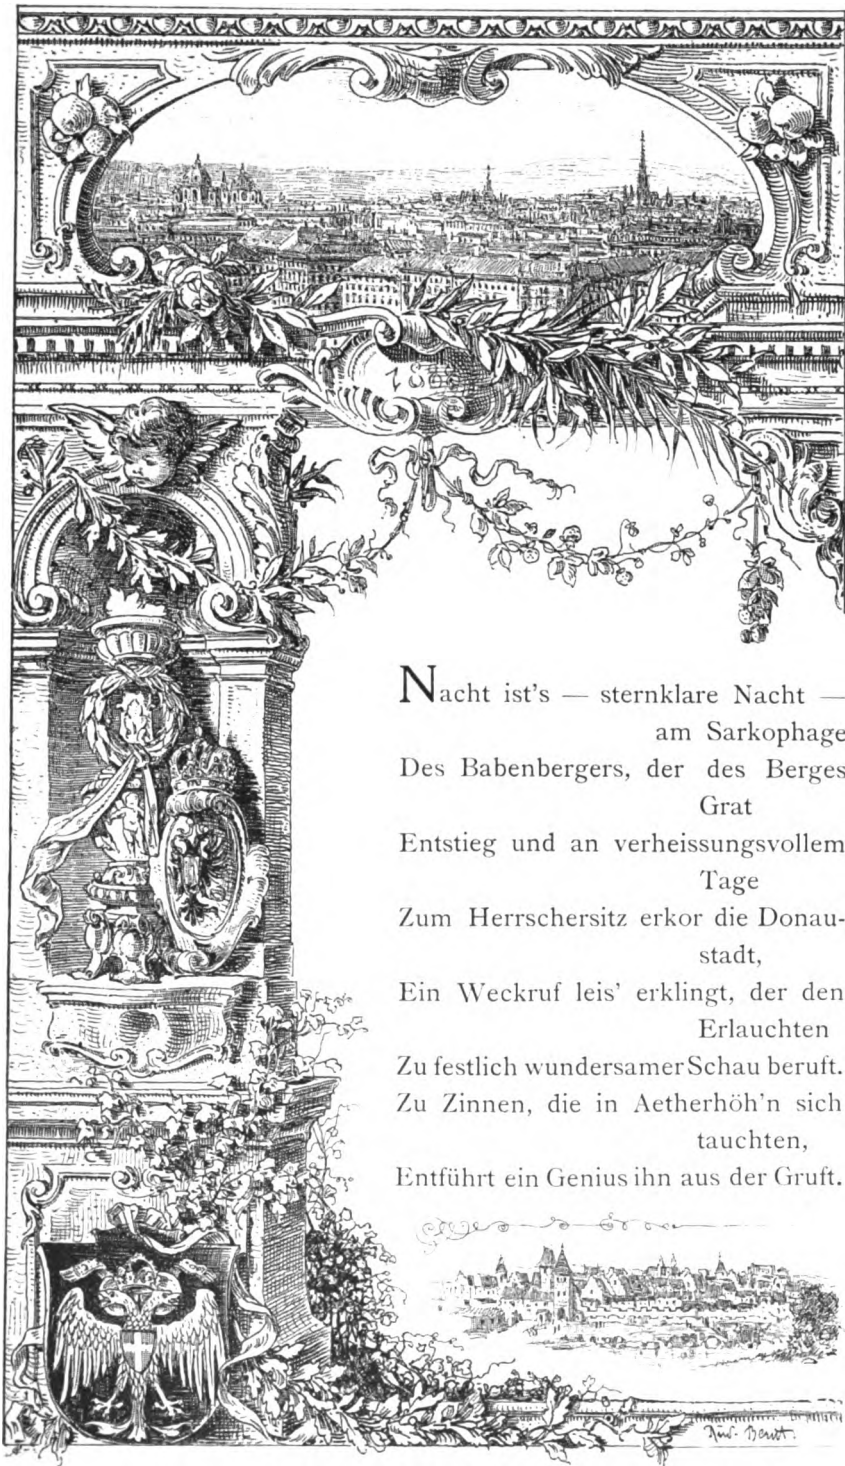 Nacht ist's — sternklare Nacht —
am Sarkophage
Des Babenbergers, der des Berges
Grat
Entstieg und an verheissungsvollem
Tage
Zum Herrschersitz erkor die Donau-
stadt,
Ein Weckruf leis' erklingt, der den
Erlauchten
Zu festlich wundersamer Schau beruft.
Zu Zinnen, die in Aetherhöh'n sich
tauchten,
Entführt ein Genius ihn aus der Gruft.